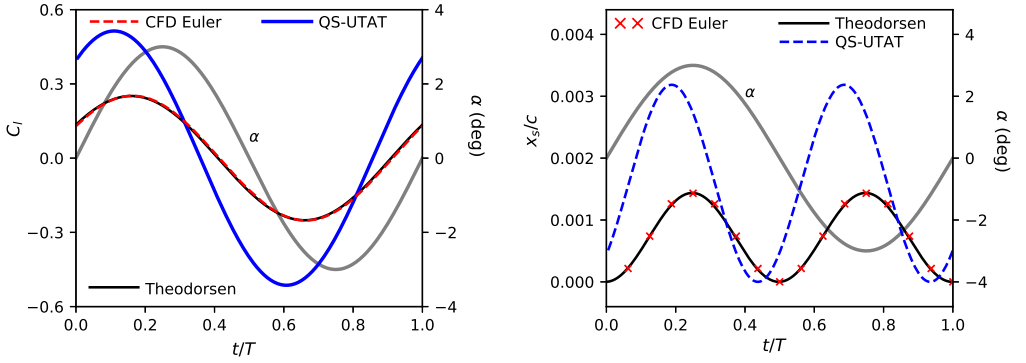 CFD Euler
QS-UTAT
Theodorsen
α
0.6
0.3
0.0
−0.3
−0.6
C_l
4
2
0
−2
−4
α (deg)
0.0 0.2 0.4 0.6 0.8 1.0
t/T
CFD Euler
Theodorsen
QS-UTAT
α
0.004
0.003
0.002
0.001
0.000
x_s/c
4
2
0
−2
−4
α (deg)
0.0 0.2 0.4 0.6 0.8 1.0
t/T